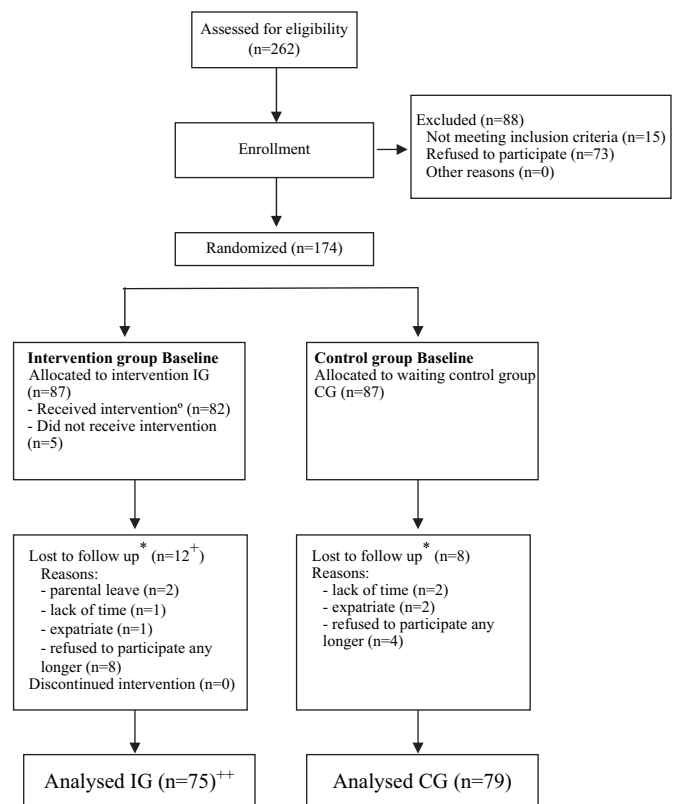 Assessed for eligibility
(n=262)
Excluded (n=88)
Not meeting inclusion criteria (n=15)
Refused to participate (n=73)
Other reasons (n=0)
Enrollment
Randomized (n=174)
Intervention group Baseline
Allocated to intervention IG
(n=87)
- Received interventionº (n=82)
- Did not receive intervention
(n=5)
Control group Baseline
Allocated to waiting control group
CG (n=87)
Lost to follow up* (n=12+)
Reasons:
- parental leave (n=2)
- lack of time (n=1)
- expatriate (n=1)
- refused to participate any
longer (n=8)
Discontinued intervention (n=0)
Lost to follow up* (n=8)
Reasons:
- lack of time (n=2)
- expatriate (n=2)
- refused to participate any
longer (n=4)
Analysed IG (n=75)++
Analysed CG (n=79)